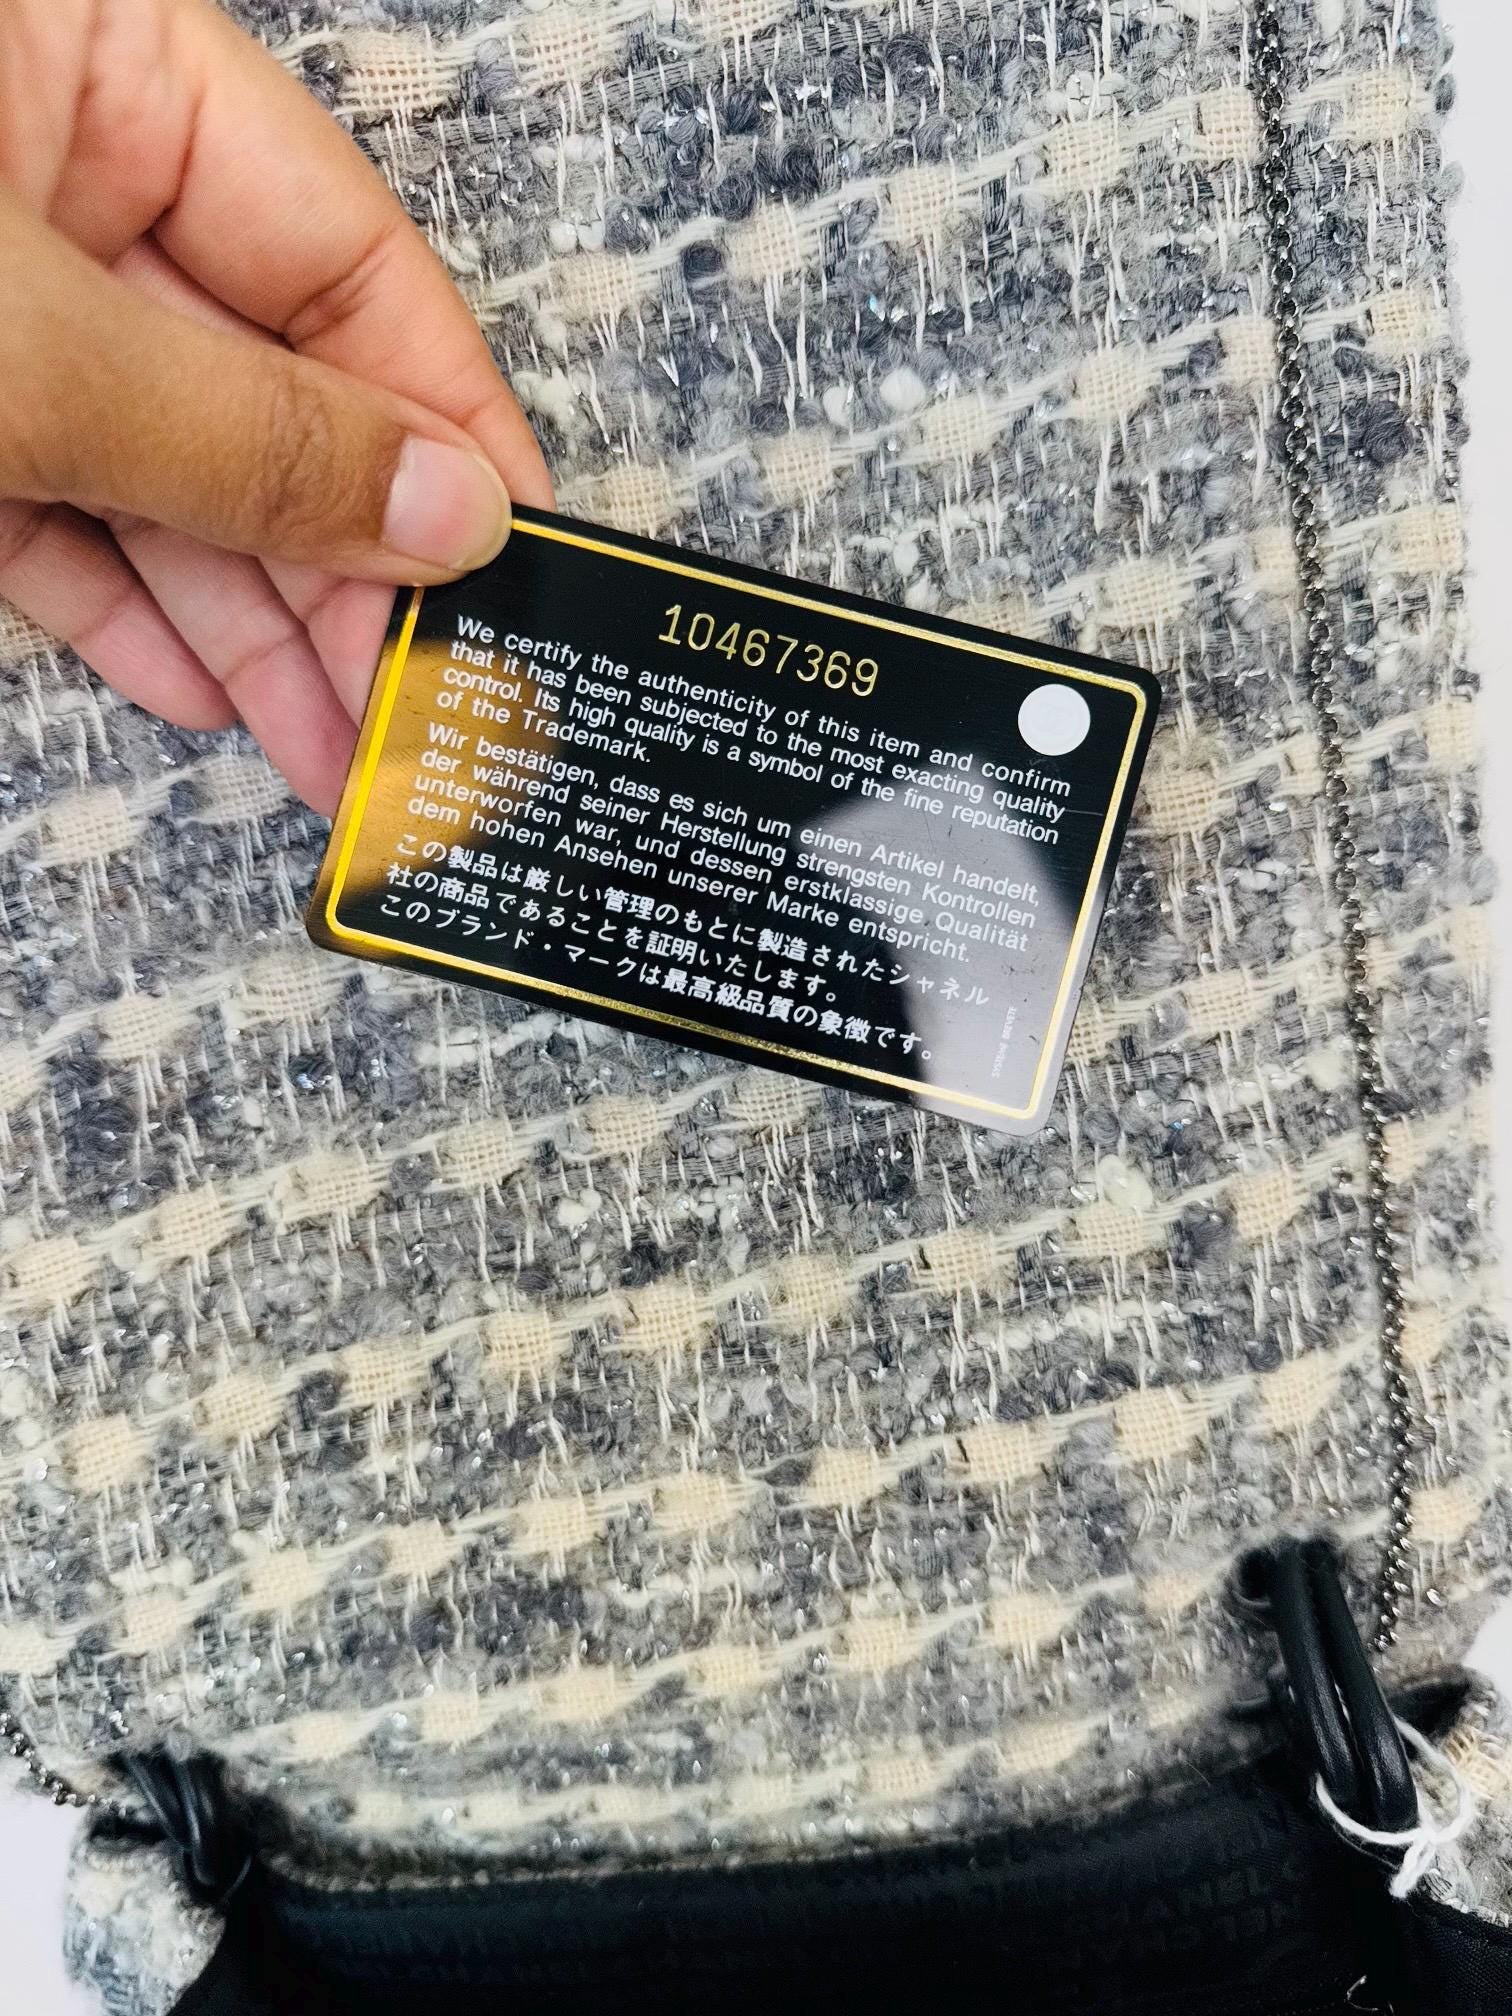 10467369
We certify the authenticity of this item and confirm
that it has been subjected to the most exacting quality
control. Its high quality is a symbol of the fine reputation
of the Trademark.
Wir bestätigen, dass es sich um einen Artikel handelt,
der während seiner Herstellung strengsten Kontrollen
unterworfen war, und dessen erstklassige Qualität
dem hohen Ansehen unserer Marke entspricht.
この製品は厳しい管理のもとに製造されたシャネル
社の商品であることを証明いたします。
このブランド・マークは最高級品質の象徴です。